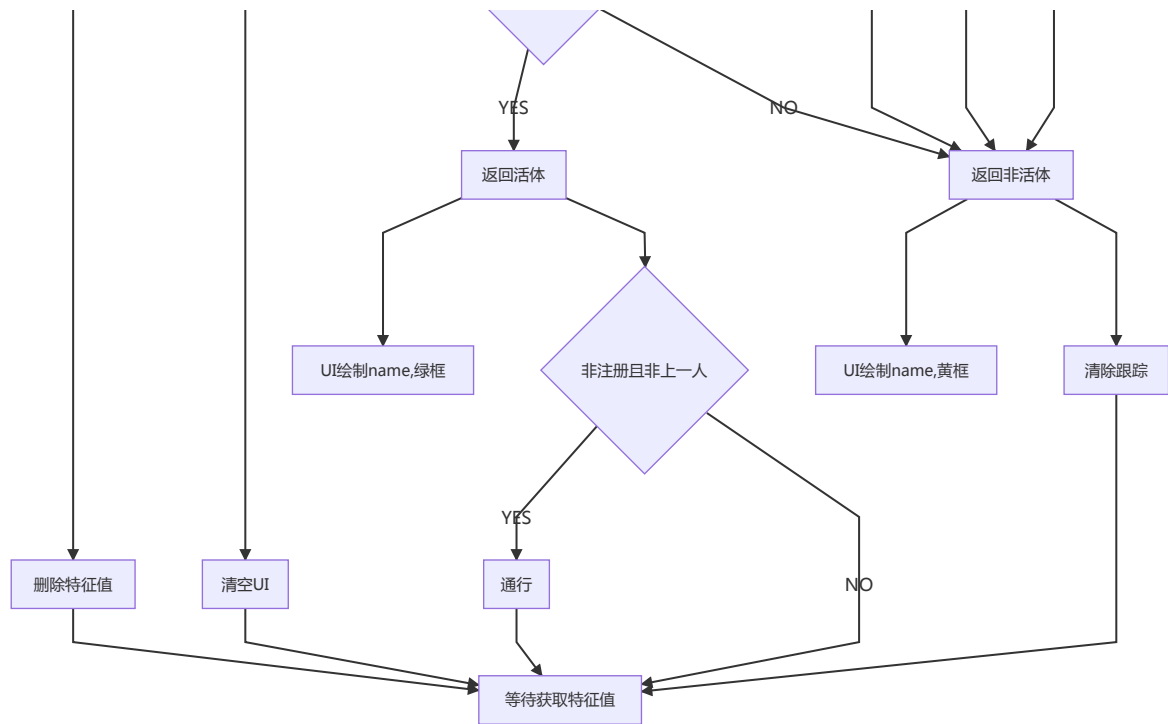 YES
NO
返回活体
返回非活体
UI绘制name,绿框
非注册且非上一人
UI绘制name,黄框
清除跟踪
YES
删除特征值
清空UI
通行
NO
等待获取特征值